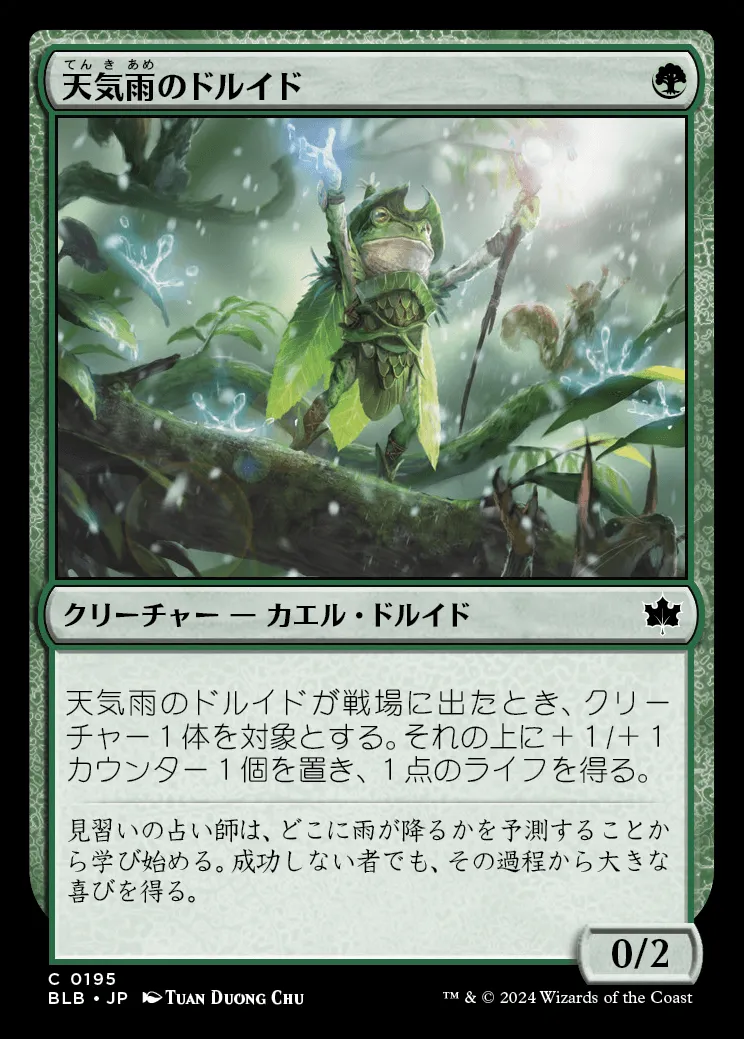 てんきあめ
天気雨のドルイド
クリーチャー — カエル・ドルイド
天気雨のドルイドが戦場に出たとき、クリー
チャー１体を対象とする。それの上に＋１/＋１
カウンター１個を置き、１点のライフを得る。
見習いの占い師は、どこに雨が降るかを予測することか
ら学び始める。成功しない者でも、その過程から大きな
喜びを得る。
0/2
C 0195
BLB • JP Tuan Duong Chu
™ & © 2024 Wizards of the Coast